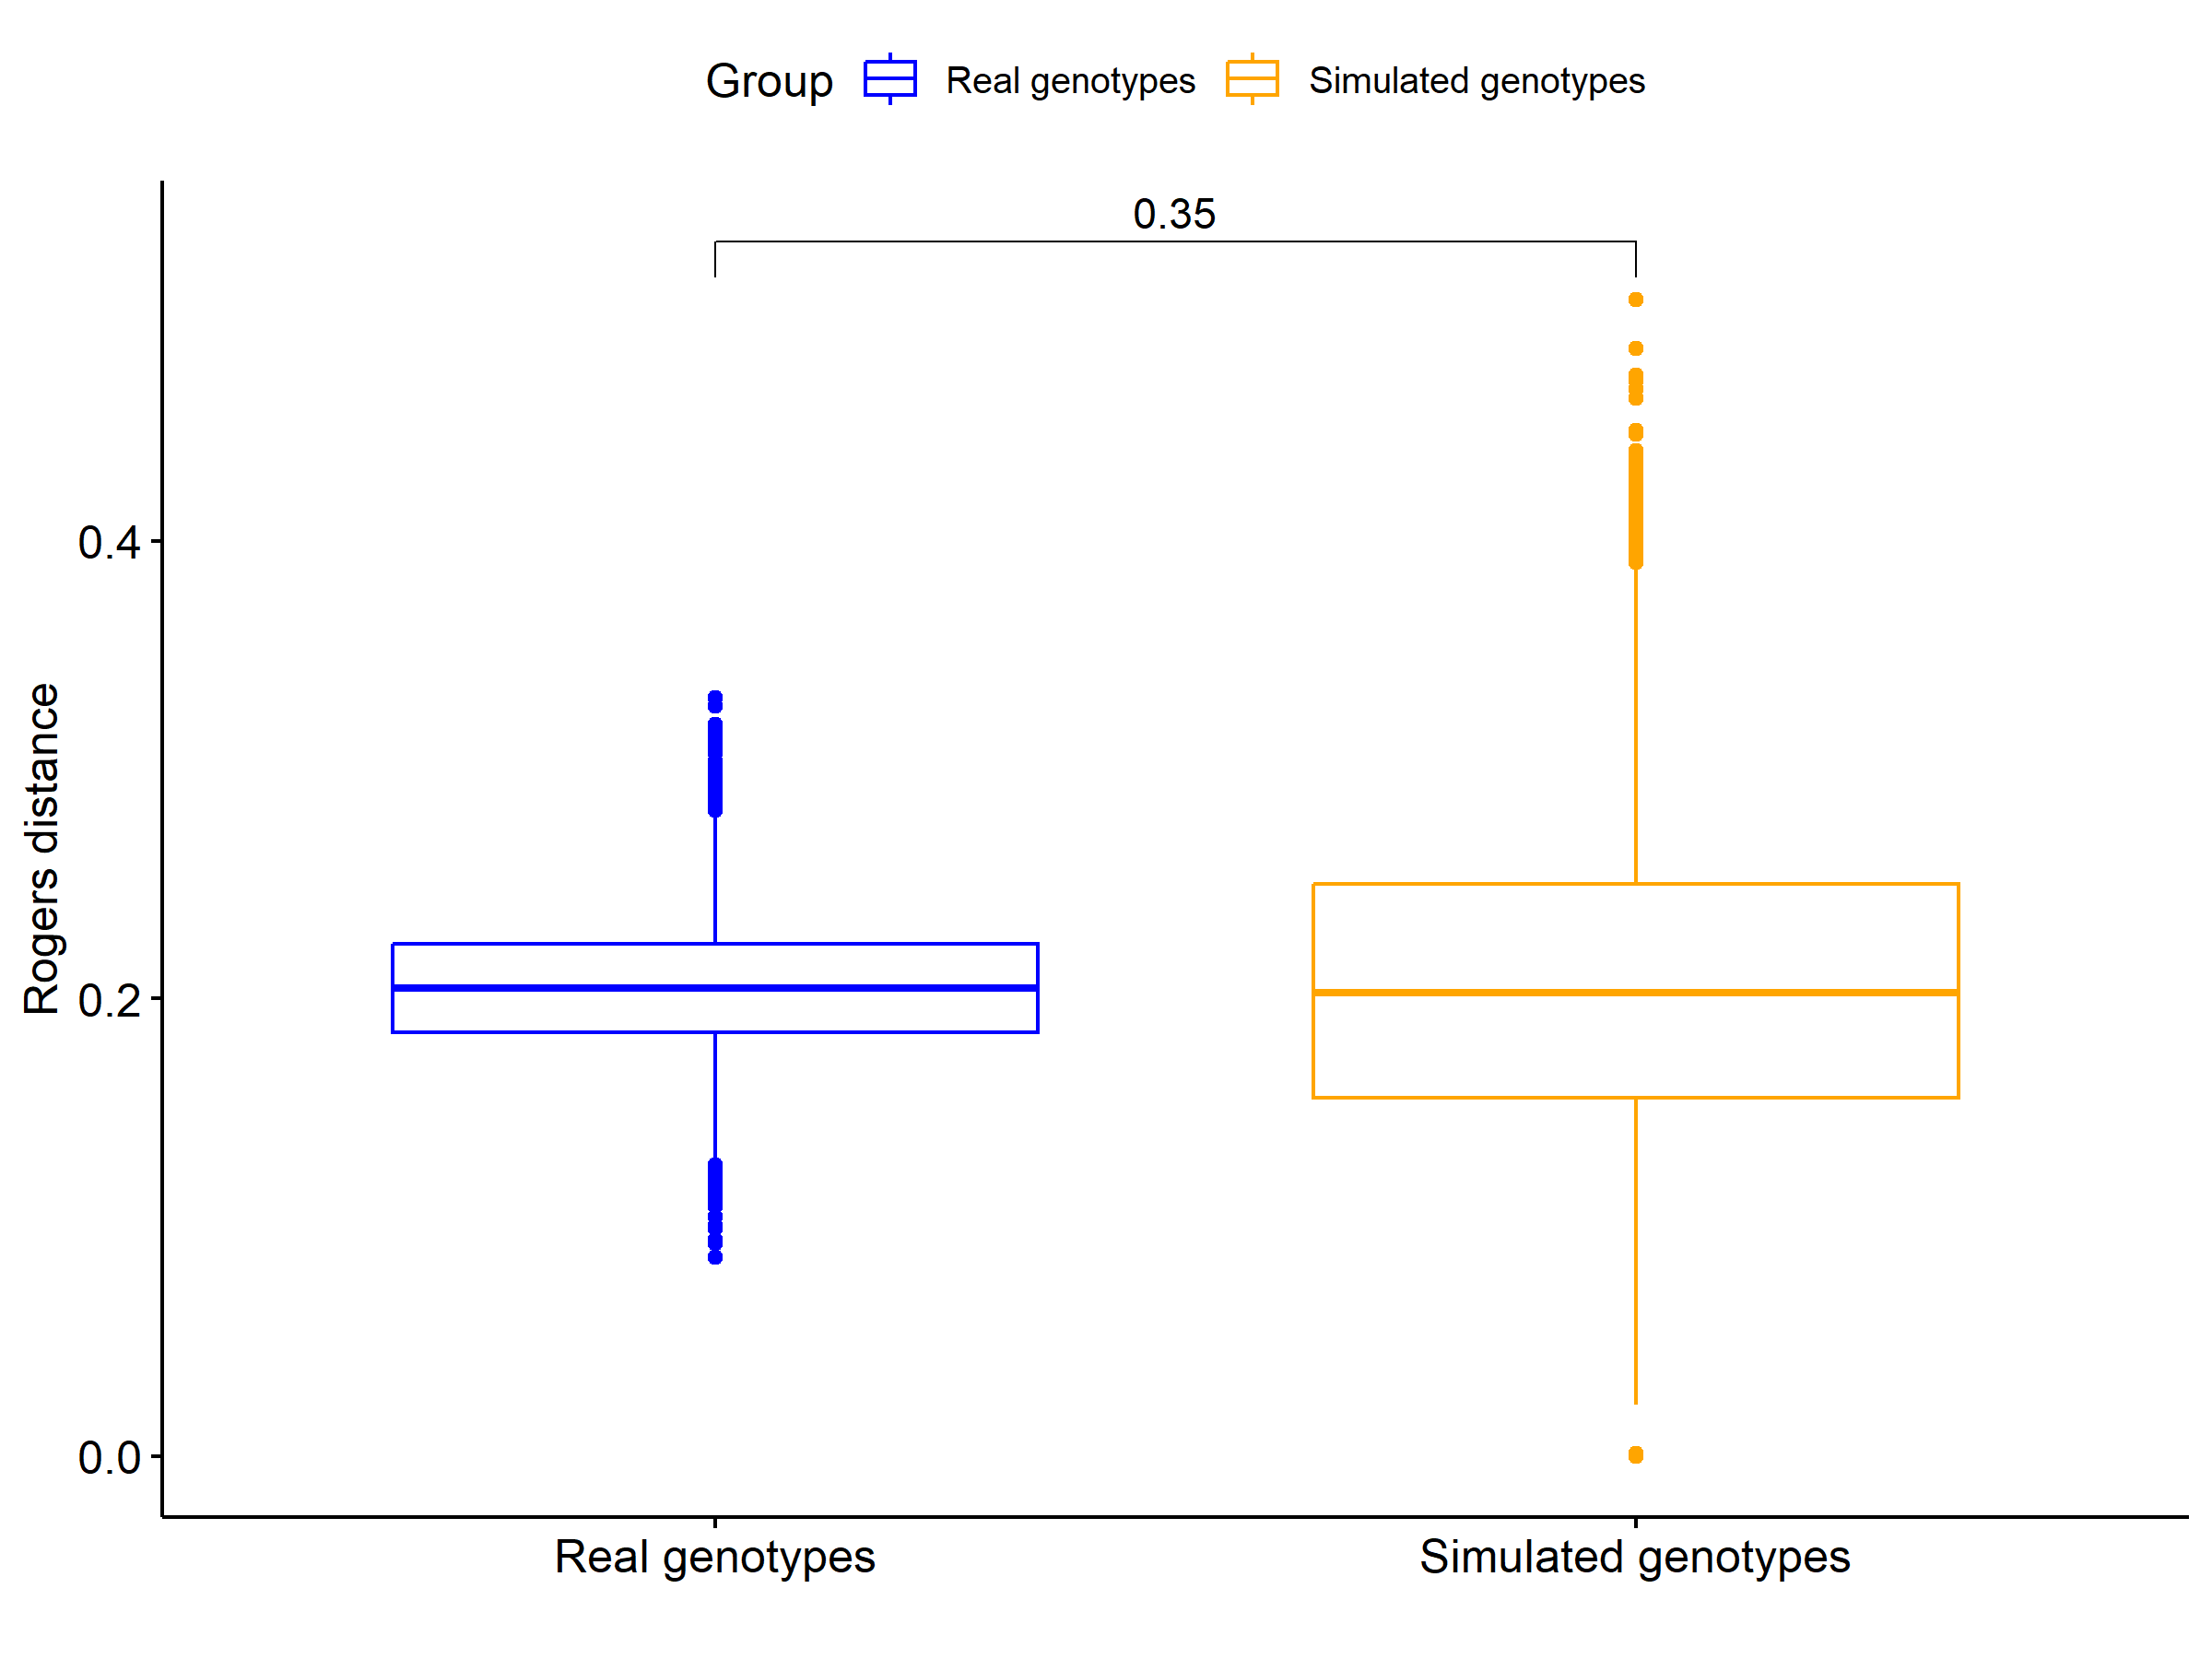 Group Real genotypes Simulated genotypes
0.35
0.4
0.2
0.0
Rogers distance
Real genotypes Simulated genotypes